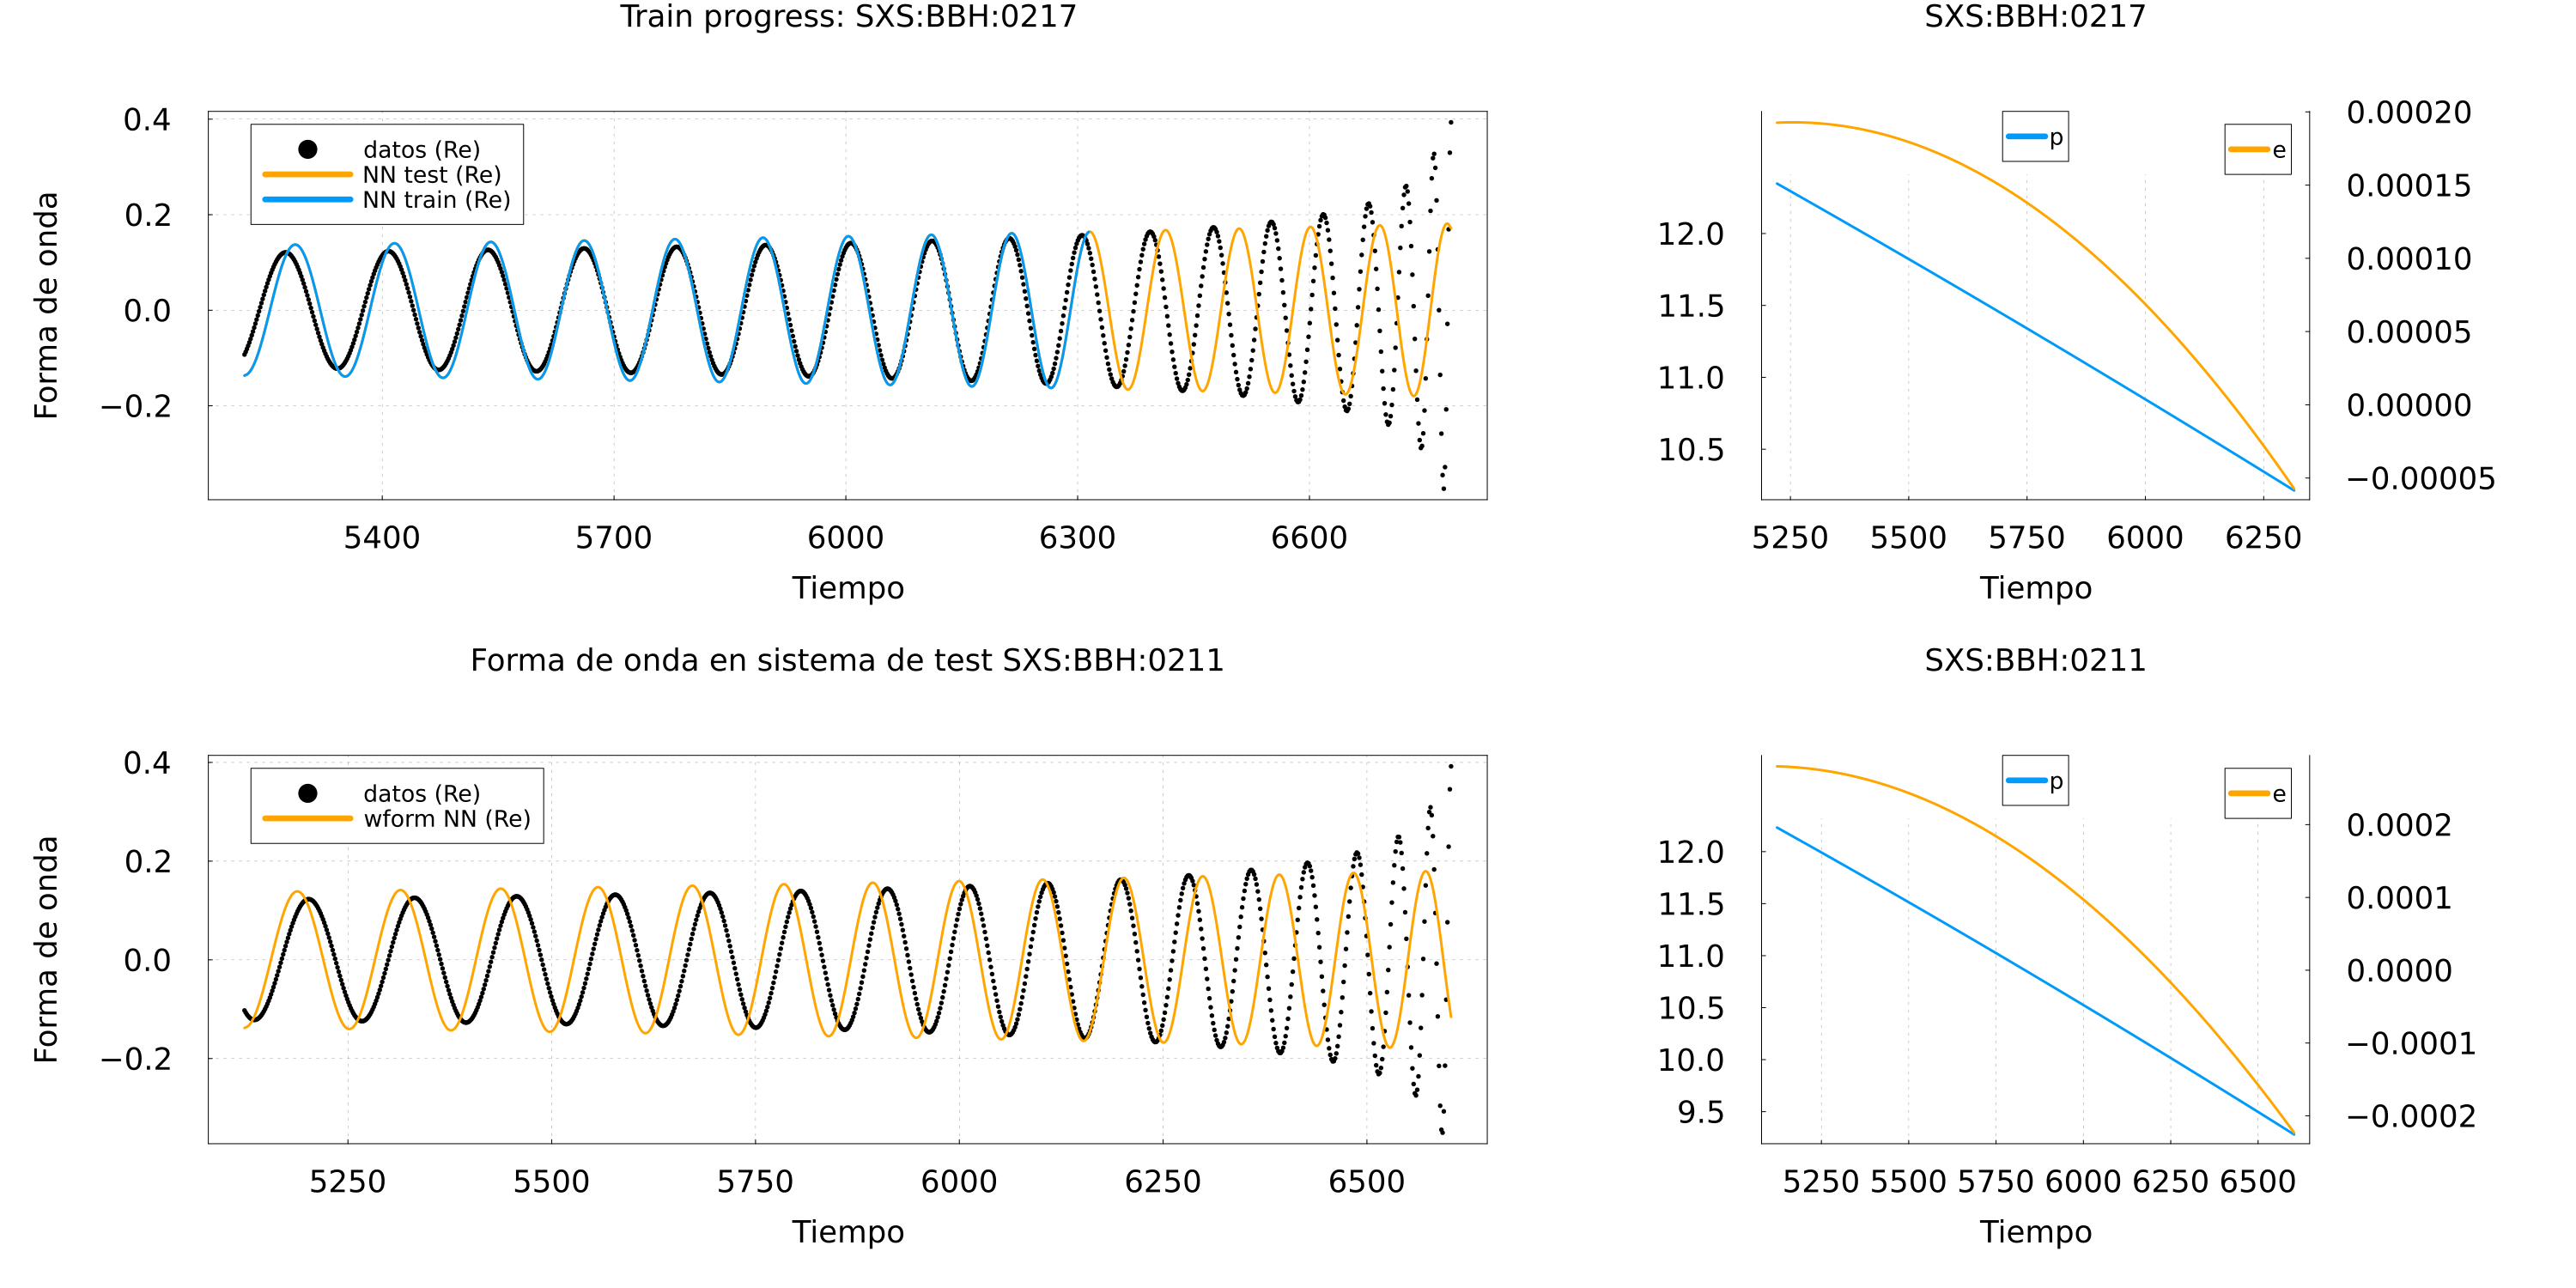 Train progress: SXS:BBH:0217
SXS:BBH:0217
0.4
0.2
0.0
−0.2
Forma de onda
datos (Re)
NN test (Re)
NN train (Re)
5400 5700 6000 6300 6600
Tiempo
p
e
12.0
11.5
11.0
10.5
0.00020
0.00015
0.00010
0.00005
0.00000
−0.00005
5250 5500 5750 6000 6250
Tiempo
Forma de onda en sistema de test SXS:BBH:0211
SXS:BBH:0211
0.4
0.2
0.0
−0.2
Forma de onda
datos (Re)
wform NN (Re)
5250 5500 5750 6000 6250 6500
Tiempo
p
e
12.0
11.5
11.0
10.5
10.0
9.5
0.0002
0.0001
0.0000
−0.0001
−0.0002
5250 5500 5750 6000 6250 6500
Tiempo